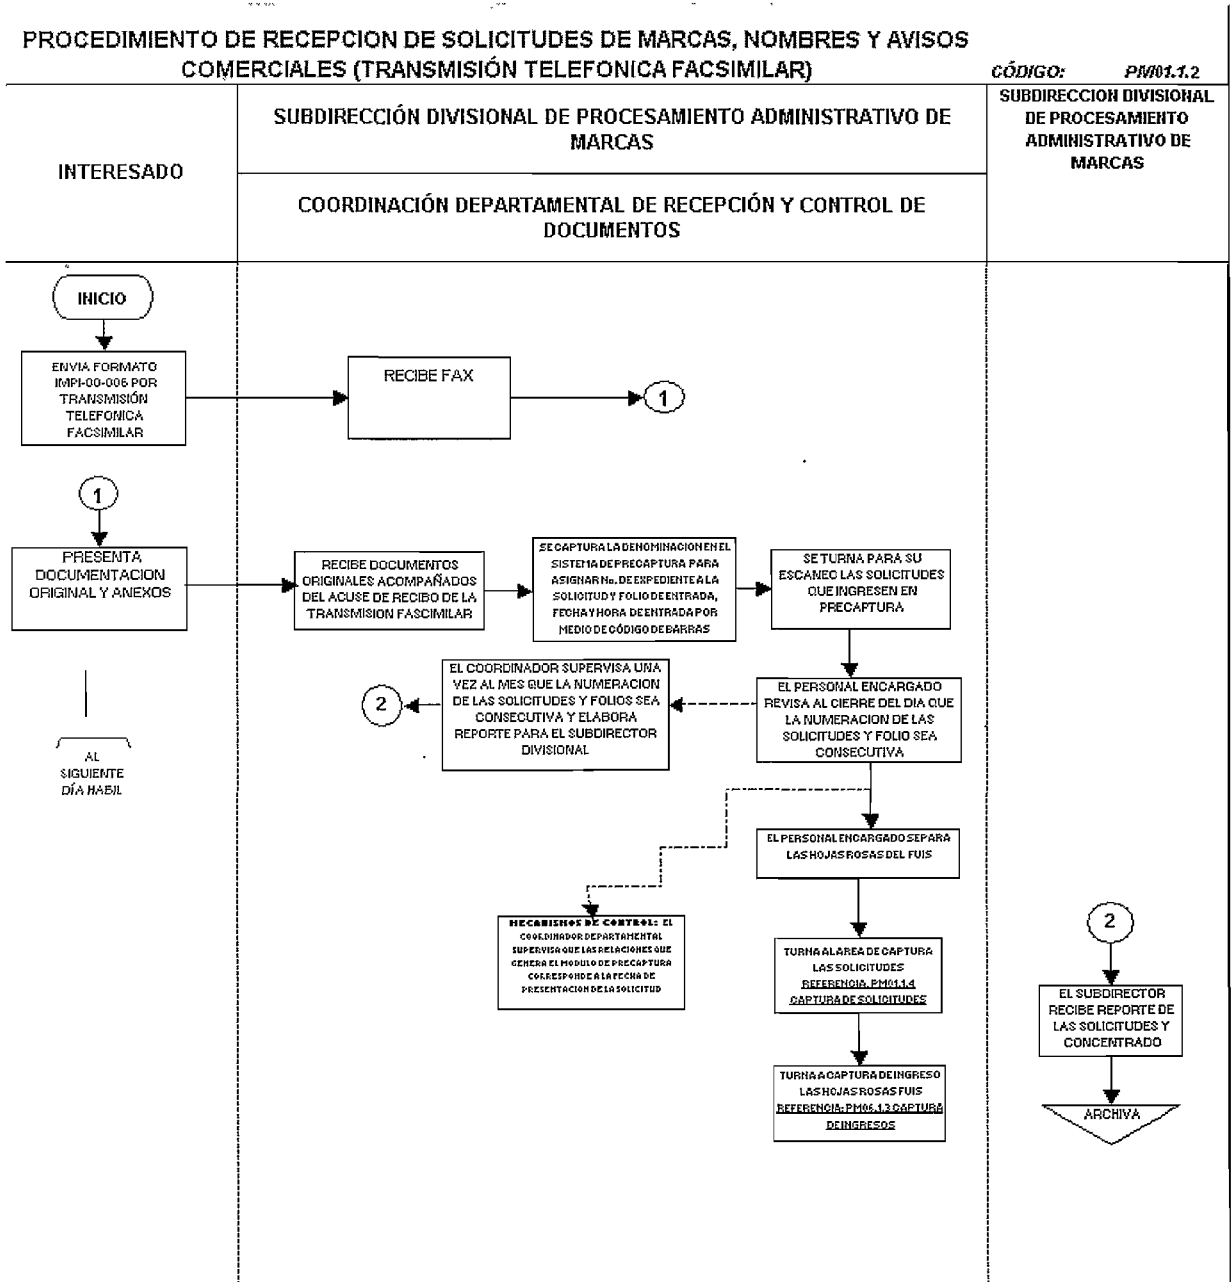 PROCEDIMIENTO DE RECEPCION DE SOLICITUDES DE MARCAS, NOMBRES Y AVISOS
COMERCIALES (TRANSMISIÓN TELEFONICA FACSIMILAR)
CÓDIGO: PM01.1.2
INTERESADO
SUBDIRECCIÓN DIVISIONAL DE PROCESAMIENTO ADMINISTRATIVO DE
MARCAS
COORDINACIÓN DEPARTAMENTAL DE RECEPCIÓN Y CONTROL DE
DOCUMENTOS
SUBDIRECCION DIVISIONAL
DE PROCESAMIENTO
ADMINISTRATIVO DE
MARCAS
INICIO
ENVIA FORMATO
IMPI-00-006 POR
TRANSMISIÓN
TELEFONICA
FACSIMILAR
RECIBE FAX
1
1
PRESENTA
DOCUMENTACION
ORIGINAL Y ANEXOS
RECIBE DOCUMENTOS
ORIGINALES ACOMPAÑADOS
DEL ACUSE DE RECIBO DE LA
TRANSMISION FASCIMILAR
SE CAPTURA LA DENOMINACION EN EL
SISTEMA DE PRECAPTURA PARA
ASIGNAR No. DE EXPEDIENTE A LA
SOLICITUD Y FOLIO DE ENTRADA,
FECHA Y HORA DE ENTRADA POR
MEDIO DE CÓDIGO DE BARRAS
SE TURNA PARA SU
ESCANEO LAS SOLICITUDES
QUE INGRESEN EN
PRECAPTURA
AL
SIGUIENTE
DÍA HABIL
2
EL COORDINADOR SUPERVISA UNA
VEZ AL MES QUE LA NUMERACION
DE LAS SOLICITUDES Y FOLIOS SEA
CONSECUTIVA Y ELABORA
REPORTE PARA EL SUBDIRECTOR
DIVISIONAL
EL PERSONAL ENCARGADO
REVISA AL CIERRE DEL DIA QUE
LA NUMERACION DE LAS
SOLICITUDES Y FOLIO SEA
CONSECUTIVA
EL PERSONAL ENCARGADO SEPARA
LAS HOJAS ROSAS DEL FUIS
MECANISMOS DE CONTROL: EL
COORDINADOR DEPARTAMENTAL
SUPERVISA QUE LAS RELACIONES QUE
GENERA EL MODULO DE PRECAPTURA
CORRESPONDE A LA FECHA DE
PRESENTACION DE LA SOLICITUD
TURNA AL AREA DE CAPTURA
LAS SOLICITUDES
REFERENCIA: PM01.1.4
CAPTURA DE SOLICITUDES
TURNA A CAPTURA DE INGRESO
LAS HOJAS ROSAS FUIS
REFERENCIA: PM06.1.3 CAPTURA
DE INGRESOS
2
EL SUBDIRECTOR
RECIBE REPORTE DE
LAS SOLICITUDES Y
CONCENTRADO
ARCHIVA